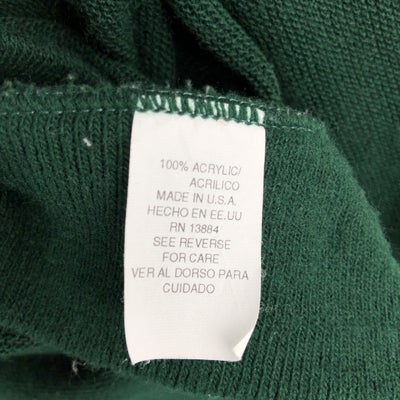 100% ACRYLIC/
ACRILICO
MADE IN U.S.A.
HECHO EN EE.UU
RN 13884
SEE REVERSE
FOR CARE
VER AL DORSO PARA
CUIDADO